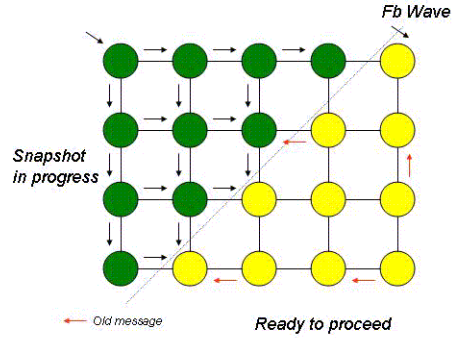 Fb Wave
Snapshot
in progress
Old message
Ready to proceed